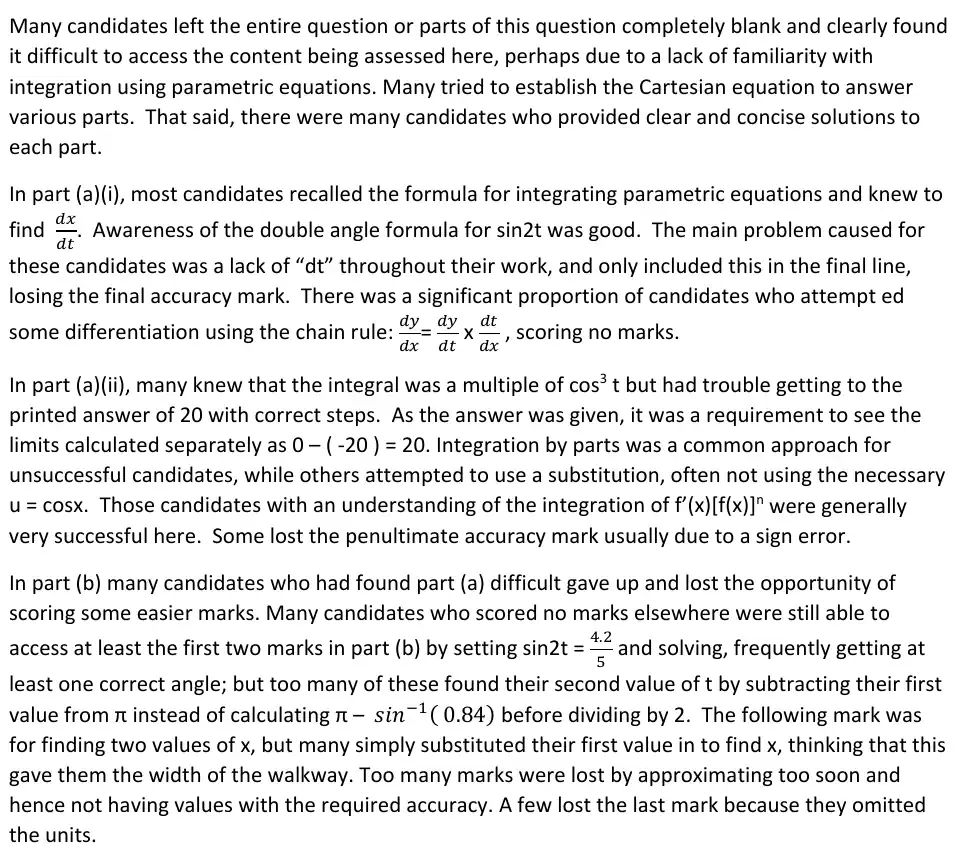 Many candidates left the entire question or parts of this question completely blank and clearly found
it difficult to access the content being assessed here, perhaps due to a lack of familiarity with
integration using parametric equations. Many tried to establish the Cartesian equation to answer
various parts.  That said, there were many candidates who provided clear and concise solutions to
each part.
In part (a)(i), most candidates recalled the formula for integrating parametric equations and knew to
find dx/dt.  Awareness of the double angle formula for sin2t was good.  The main problem caused for
these candidates was a lack of “dt” throughout their work, and only included this in the final line,
losing the final accuracy mark.  There was a significant proportion of candidates who attempt ed
some differentiation using the chain rule: dy/dx = dy/dt x dt/dx , scoring no marks.
In part (a)(ii), many knew that the integral was a multiple of cos³ t but had trouble getting to the
printed answer of 20 with correct steps.  As the answer was given, it was a requirement to see the
limits calculated separately as 0 – ( -20 ) = 20. Integration by parts was a common approach for
unsuccessful candidates, while others attempted to use a substitution, often not using the necessary
u = cosx.  Those candidates with an understanding of the integration of f’(x)[f(x)]ⁿ were generally
very successful here.  Some lost the penultimate accuracy mark usually due to a sign error.
In part (b) many candidates who had found part (a) difficult gave up and lost the opportunity of
scoring some easier marks. Many candidates who scored no marks elsewhere were still able to
access at least the first two marks in part (b) by setting sin2t = 4.2/5 and solving, frequently getting at
least one correct angle; but too many of these found their second value of t by subtracting their first
value from π instead of calculating π – sin⁻¹( 0.84) before dividing by 2.  The following mark was
for finding two values of x, but many simply substituted their first value in to find x, thinking that this
gave them the width of the walkway. Too many marks were lost by approximating too soon and
hence not having values with the required accuracy. A few lost the last mark because they omitted
the units.